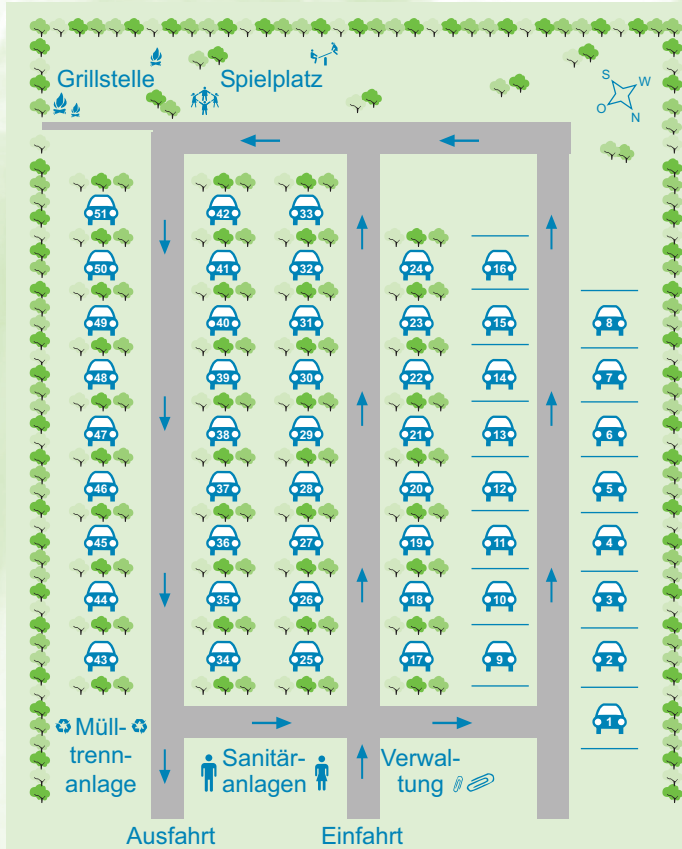 Grillstelle Spielplatz
S W
O N
51 42 33
50 41 32 24 16
49 40 31 23 15 8
48 39 30 22 14 7
47 38 29 21 13 6
46 37 28 20 12 5
45 36 27 19 11 4
44 35 26 18 10 3
43 34 25 17 9 2
1
Müll-
trenn-
anlage
Sanitär-
anlagen
Verwal-
tung
Ausfahrt Einfahrt